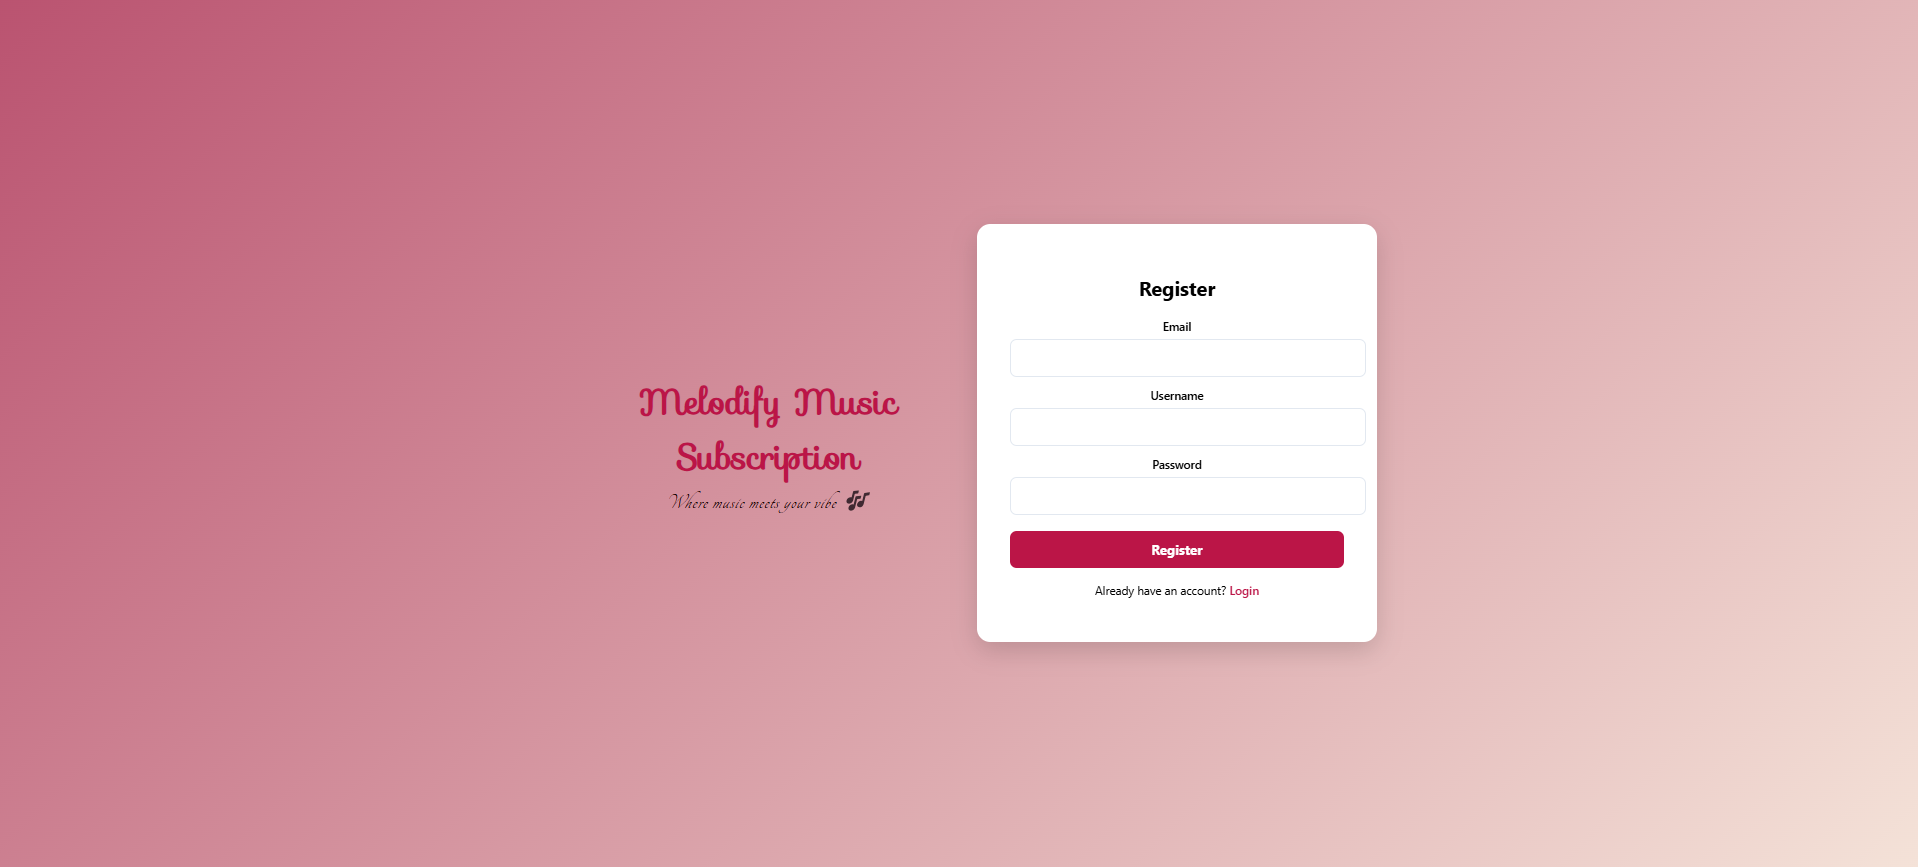 Melodify Music
Subscription
Where music meets your vibe 🎶
Register
Email
Username
Password
Register
Already have an account? Login